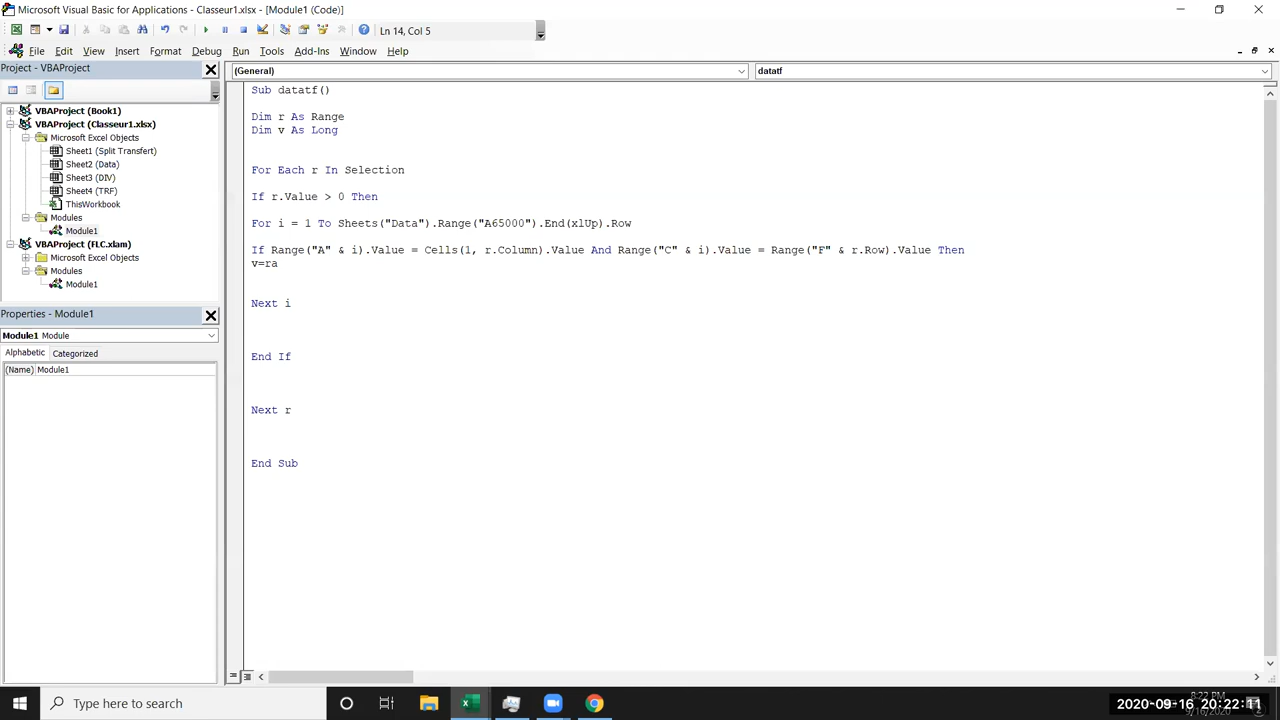 Microsoft Visual Basic for Applications - Classeur1.xlsx - [Module1 (Code)]
Ln 14, Col 5
File Edit View Insert Format Debug Run Tools Add-Ins Window Help
Project - VBAProject
(General)
datatf
VBAProject (Book1)
VBAProject (Classeur1.xlsx)
Microsoft Excel Objects
Sheet1 (Split Transfert)
Sheet2 (Data)
Sheet3 (DIV)
Sheet4 (TRF)
ThisWorkbook
Modules
Module1
VBAProject (FLC.xlam)
Microsoft Excel Objects
Modules
Module1
Properties - Module1
Module1 Module
Alphabetic Categorized
(Name) Module1
Sub datatf()
Dim r As Range
Dim v As Long
For Each r In Selection
If r.Value > 0 Then
For i = 1 To Sheets("Data").Range("A65000").End(xlUp).Row
If Range("A" & i).Value = Cells(1, r.Column).Value And Range("C" & i).Value = Range("F" & r.Row).Value Then
v=ra
Next i
End If
Next r
End Sub
Type here to search
8:22 PM
2020-09-16 20:22:11
9/16/2020